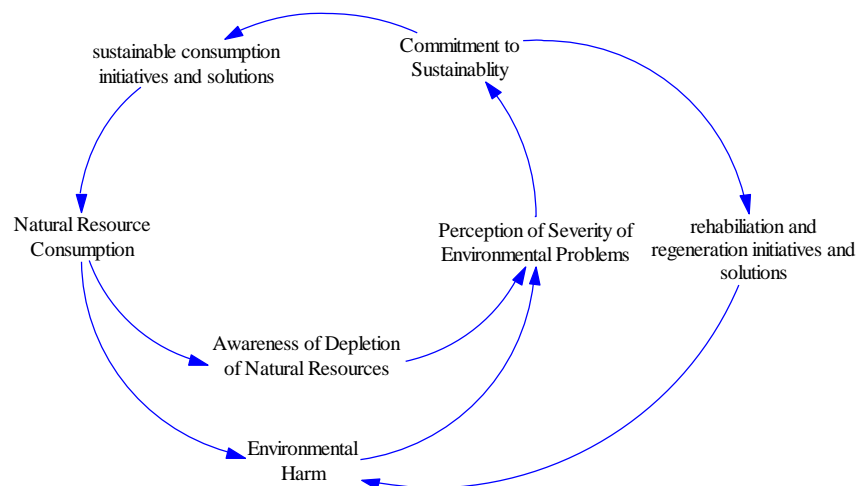 sustainable consumption
initiatives and solutions
Commitment to
Sustainablity
Natural Resource
Consumption
Perception of Severity of
Environmental Problems
rehabiliation and
regeneration initiatives and
solutions
Awareness of Depletion
of Natural Resources
Environmental
Harm